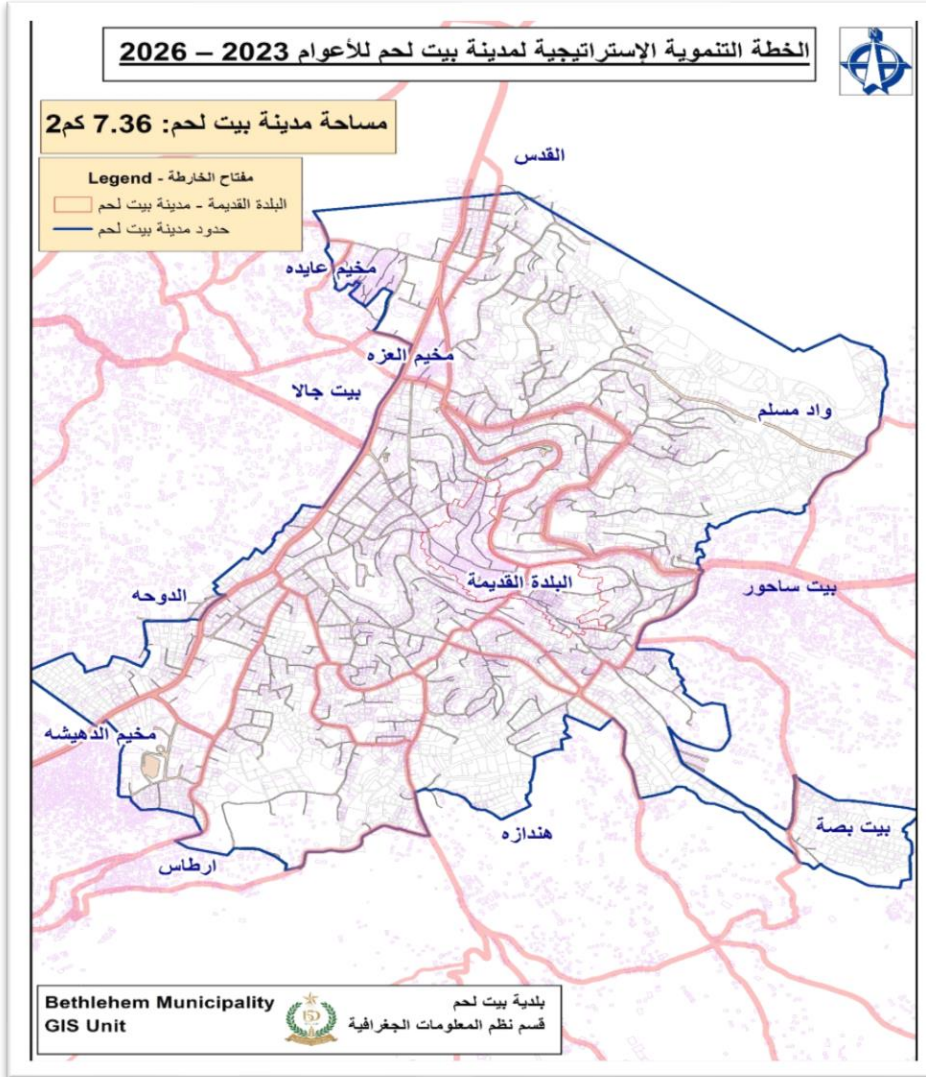 الخطة التنموية الإستراتيجية لمدينة بيت لحم للأعوام 2023 – 2026
مساحة مدينة بيت لحم: 7.36 كم2
مفتاح الخارطة - Legend
البلدة القديمة - مدينة بيت لحم
حدود مدينة بيت لحم
القدس
مخيم عايده
مخيم العزه
بيت جالا
واد مسلم
البلدة القديمة
بيت ساحور
الدوحه
مخيم الدهيشه
بيت بصة
هندازه
ارطاس
Bethlehem Municipality
GIS Unit
بلدية بيت لحم
قسم نظم المعلومات الجغرافية